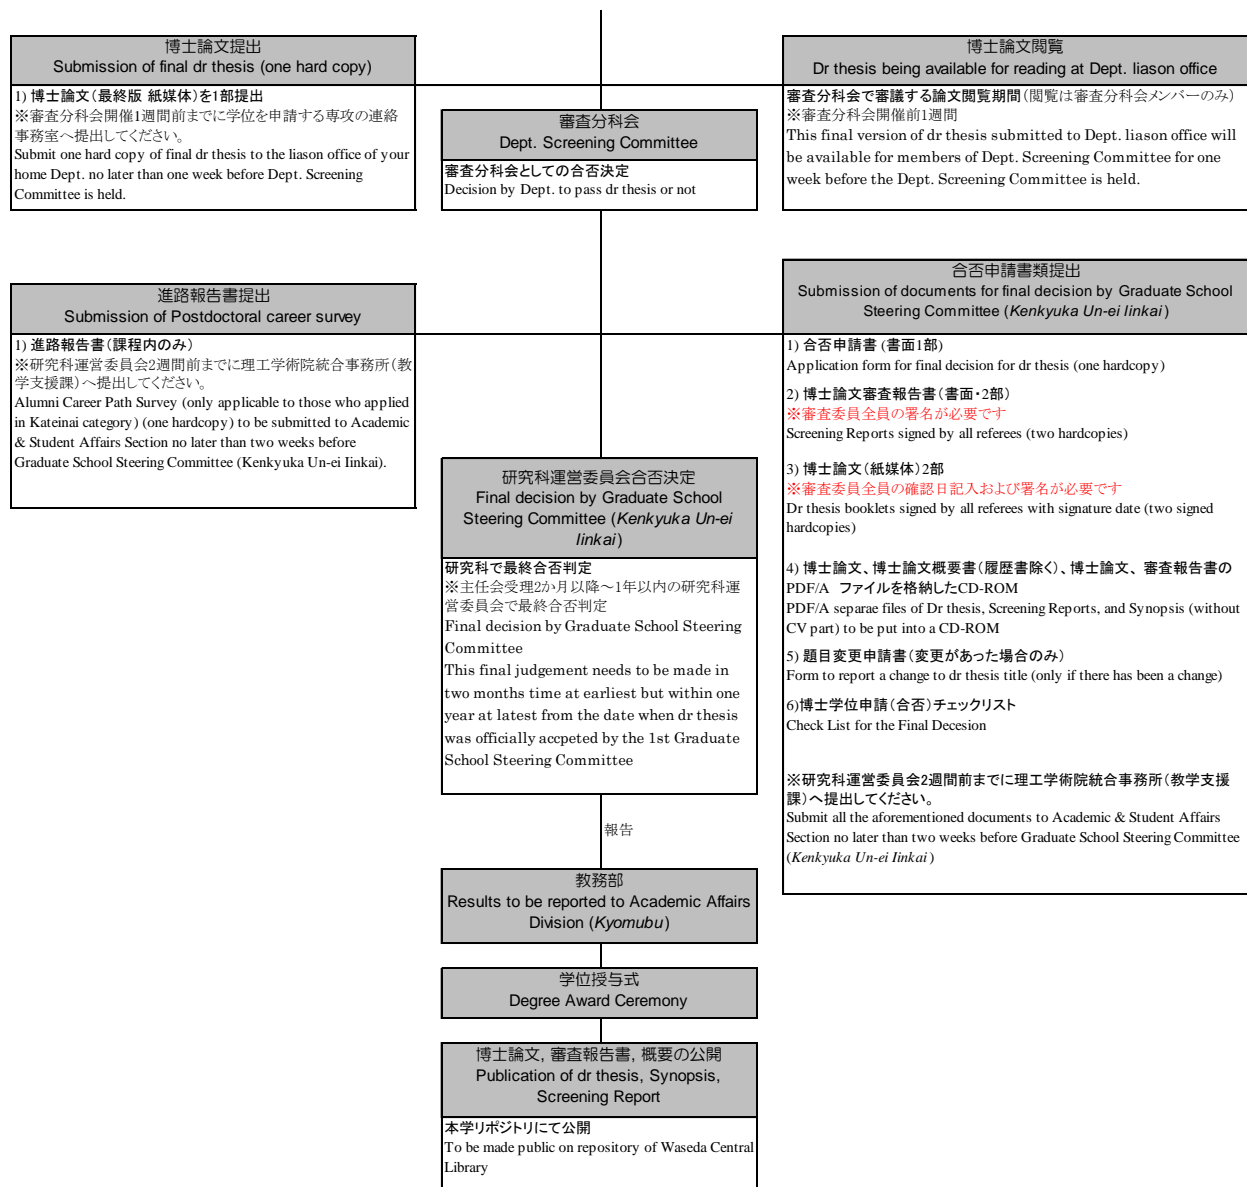 博士論文提出
Submission of final dr thesis (one hard copy)
1) 博士論文(最終版 紙媒体)を1部提出
※審査分科会開催1週間前までに学位を申請する専攻の連絡
事務室へ提出してください。
Submit one hard copy of final dr thesis to the liason office of your
home Dept. no later than one week before Dept. Screening
Committee is held.
審査分科会
Dept. Screening Committee
審査分科会としての合否決定
Decision by Dept. to pass dr thesis or not
博士論文閲覧
Dr thesis being available for reading at Dept. liason office
審査分科会で審議する論文閲覧期間(閲覧は審査分科会メンバーのみ)
※審査分科会開催前1週間
This final version of dr thesis submitted to Dept. liason office will
be available for members of Dept. Screening Committee for one
week before the Dept. Screening Committee is held.
進路報告書提出
Submission of Postdoctoral career survey
1) 進路報告書(課程内のみ)
※研究科運営委員会2週間前までに理工学術院統合事務所(教
学支援課)へ提出してください。
Alumni Career Path Survey (only applicable to those who applied
in Kateinai category) (one hardcopy) to be submitted to Academic
& Student Affairs Section no later than two weeks before
Graduate School Steering Committee (Kenkyuka Un-ei Iinkai).
合否申請書類提出
Submission of documents for final decision by Graduate School
Steering Committee (Kenkyuka Un-ei Iinkai)
1) 合否申請書 (書面1部)
Application form for final decision for dr thesis (one hardcopy)
2) 博士論文審査報告書(書面・2部)
※審査委員全員の署名が必要です
Screening Reports signed by all referees (two hardcopies)
3) 博士論文(紙媒体)2部
※審査委員全員の確認日記入および署名が必要です
Dr thesis booklets signed by all referees with signature date (two signed
hardcopies)
4) 博士論文、博士論文概要書(履歴書除く)、博士論文、審査報告書の
PDF/A ファイルを格納したCD-ROM
PDF/A separae files of Dr thesis, Screening Reports, and Synopsis (without
CV part) to be put into a CD-ROM
5) 題目変更申請書(変更があった場合のみ)
Form to report a change to dr thesis title (only if there has been a change)
6)博士学位申請(合否)チェックリスト
Check List for the Final Decesion
※研究科運営委員会2週間前までに理工学術院統合事務所(教学支援
課)へ提出してください。
Submit all the aforementioned documents to Academic & Student Affairs
Section no later than two weeks before Graduate School Steering Committee
(Kenkyuka Un-ei Iinkai)
研究科運営委員会合否決定
Final decision by Graduate School
Steering Committee (Kenkyuka Un-ei
Iinkai)
研究科で最終合否判定
※主任会受理2か月以降～1年以内の研究科運
営委員会で最終合否判定
Final decision by Graduate School Steering
Committee
This final judgement needs to be made in
two months time at earliest but within one
year at latest from the date when dr thesis
was officially accpeted by the 1st Graduate
School Steering Committee
報告
教務部
Results to be reported to Academic Affairs
Division (Kyomubu)
学位授与式
Degree Award Ceremony
博士論文, 審査報告書, 概要の公開
Publication of dr thesis, Synopsis,
Screening Report
本学リポジトリにて公開
To be made public on repository of Waseda Central
Library